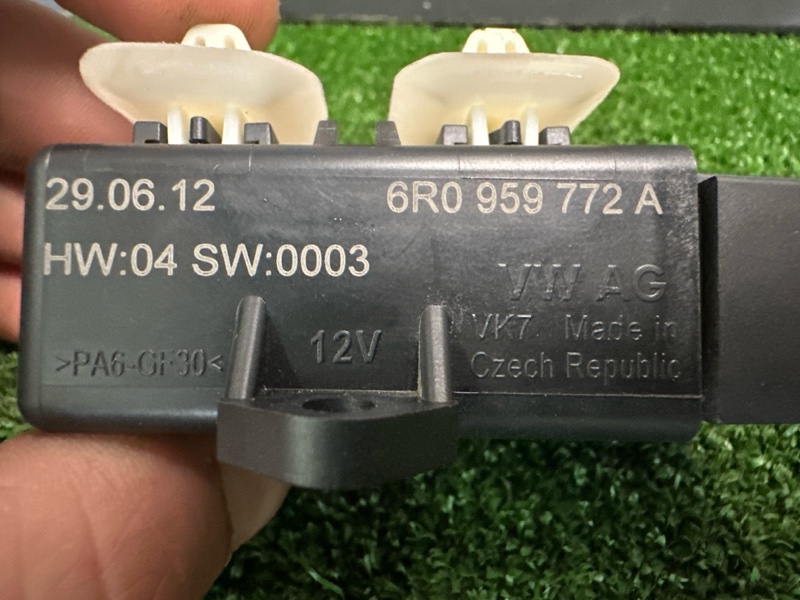 29.06.12 6R0 959 772 A
HW:04 SW:0003
VW AG
VK7. Made in
>PA6-GF30< 12V Czech Republic